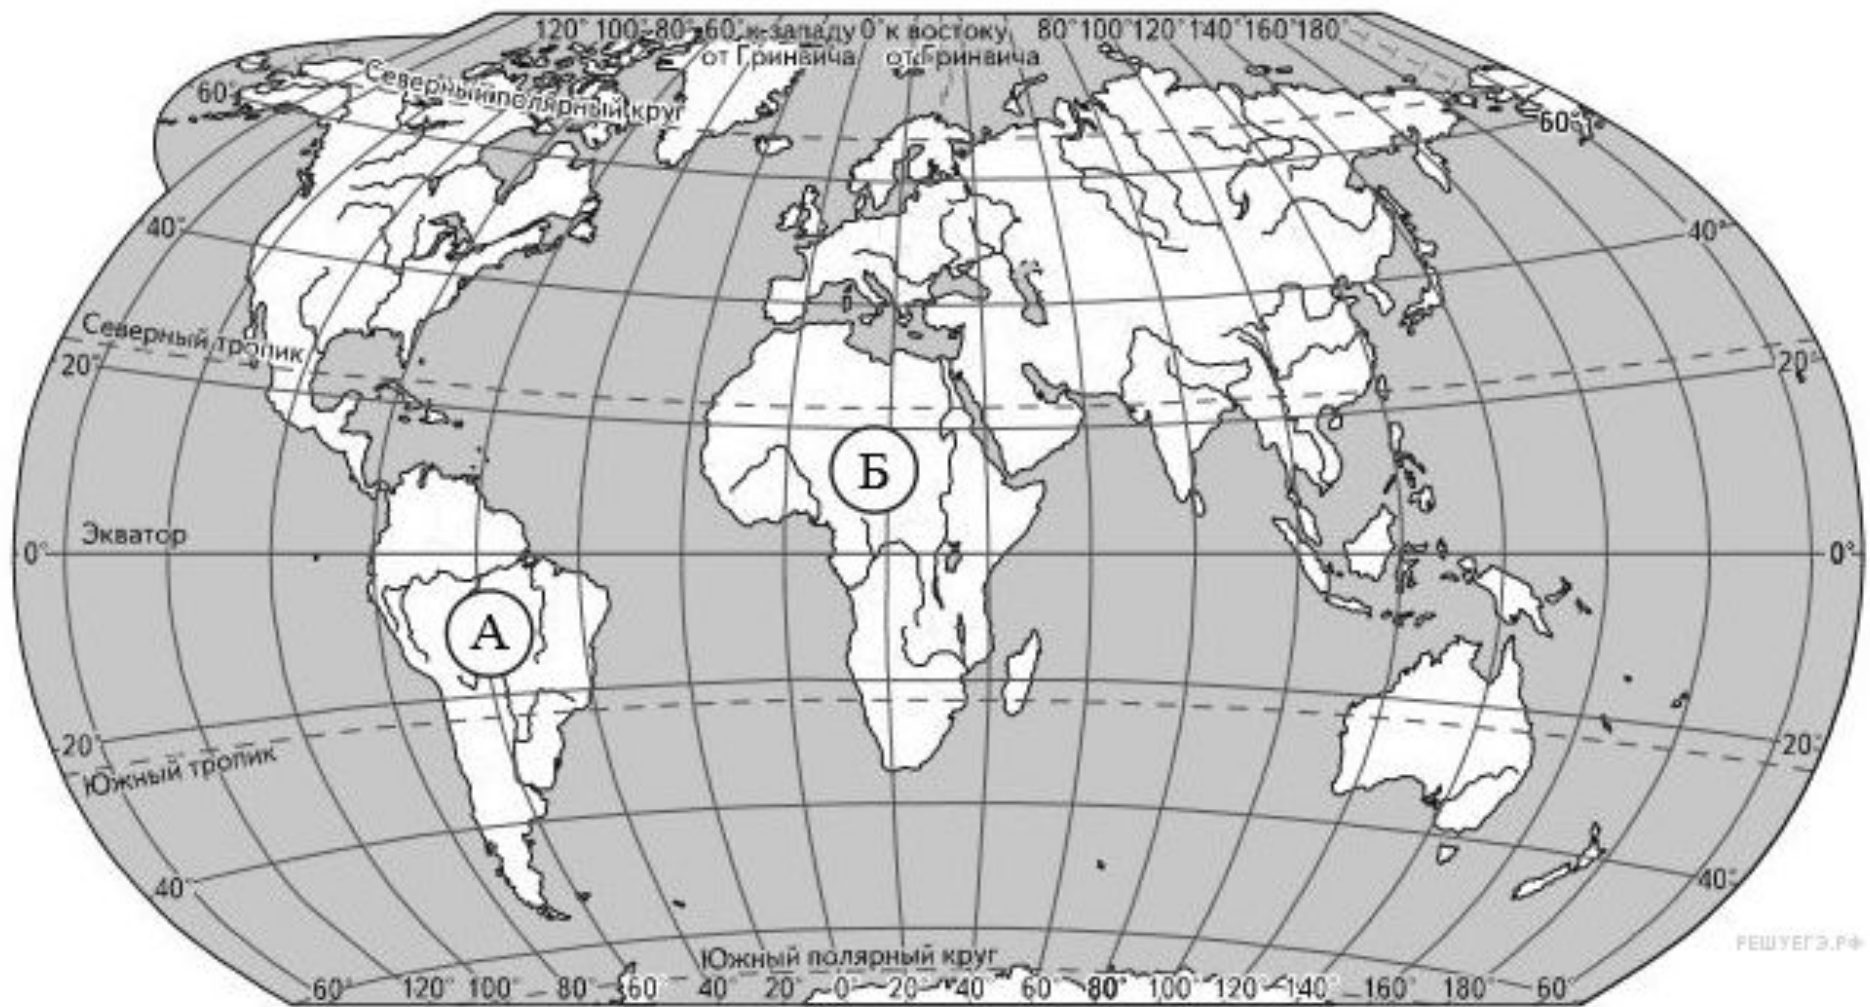 120° 100° 80° 60° к западу 0° к востоку 80° 100° 120° 140° 160° 180°
от Гринвича от Гринвича
Северный полярный круг
60° 60°
40° 40°
Северный тропик
20° 20°
Б
Экватор
0° 0°
А
20° 20°
Южный тропик
40° 40°
РЕШУЕГЭ.РФ
Южный полярный круг
60° 120° 100° 80° 60° 40° 20° 0° 20° 40° 60° 80° 100° 120° 140° 160° 180° 60°